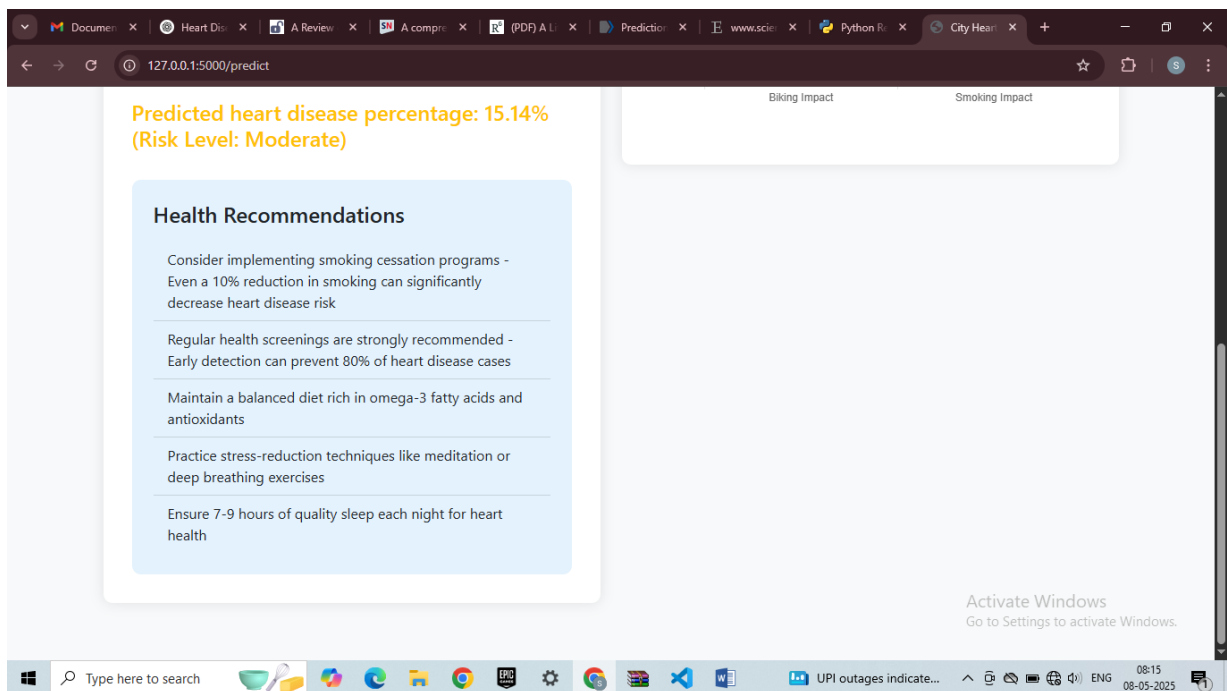 Documen
Heart Dis
A Review
SN
A compre
R⁶
(PDF) A Li
Prediction
E
www.scie
Python Re
City Heart
127.0.0.1:5000/predict
S
Predicted heart disease percentage: 15.14%
(Risk Level: Moderate)
Biking Impact
Smoking Impact
Health Recommendations
Consider implementing smoking cessation programs -
Even a 10% reduction in smoking can significantly
decrease heart disease risk
Regular health screenings are strongly recommended -
Early detection can prevent 80% of heart disease cases
Maintain a balanced diet rich in omega-3 fatty acids and
antioxidants
Practice stress-reduction techniques like meditation or
deep breathing exercises
Ensure 7-9 hours of quality sleep each night for heart
health
Activate Windows
Go to Settings to activate Windows.
Type here to search
EPIC
GAMES
UPI outages indicate...
ENG
08:15
08-05-2025
1